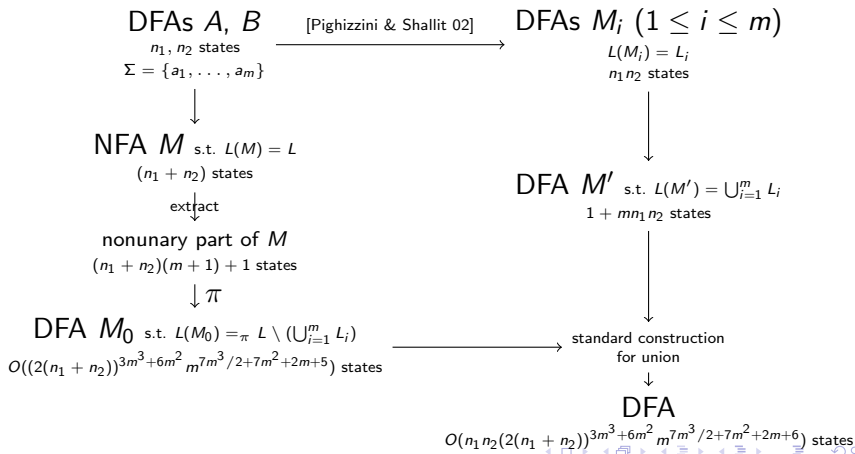 DFAs A, B
n₁, n₂ states
Σ = {a₁, . . . , aₘ}
[Pighizzini & Shallit 02]
DFAs Mᵢ (1 ≤ i ≤ m)
L(Mᵢ) = Lᵢ
n₁n₂ states
NFA M s.t. L(M) = L
(n₁ + n₂) states
extract
nonunary part of M
(n₁ + n₂)(m + 1) + 1 states
π
DFA M₀ s.t. L(M₀) =_π L \ (⋃ᵢ₌₁ᵐ Lᵢ)
O((2(n₁ + n₂))^{3m³+6m²} m^{7m³/2+7m²+2m+5}) states
DFA M′ s.t. L(M′) = ⋃ᵢ₌₁ᵐ Lᵢ
1 + mn₁n₂ states
standard construction
for union
DFA
O(n₁n₂(2(n₁ + n₂))^{3m³+6m²} m^{7m³/2+7m²+2m+6}) states